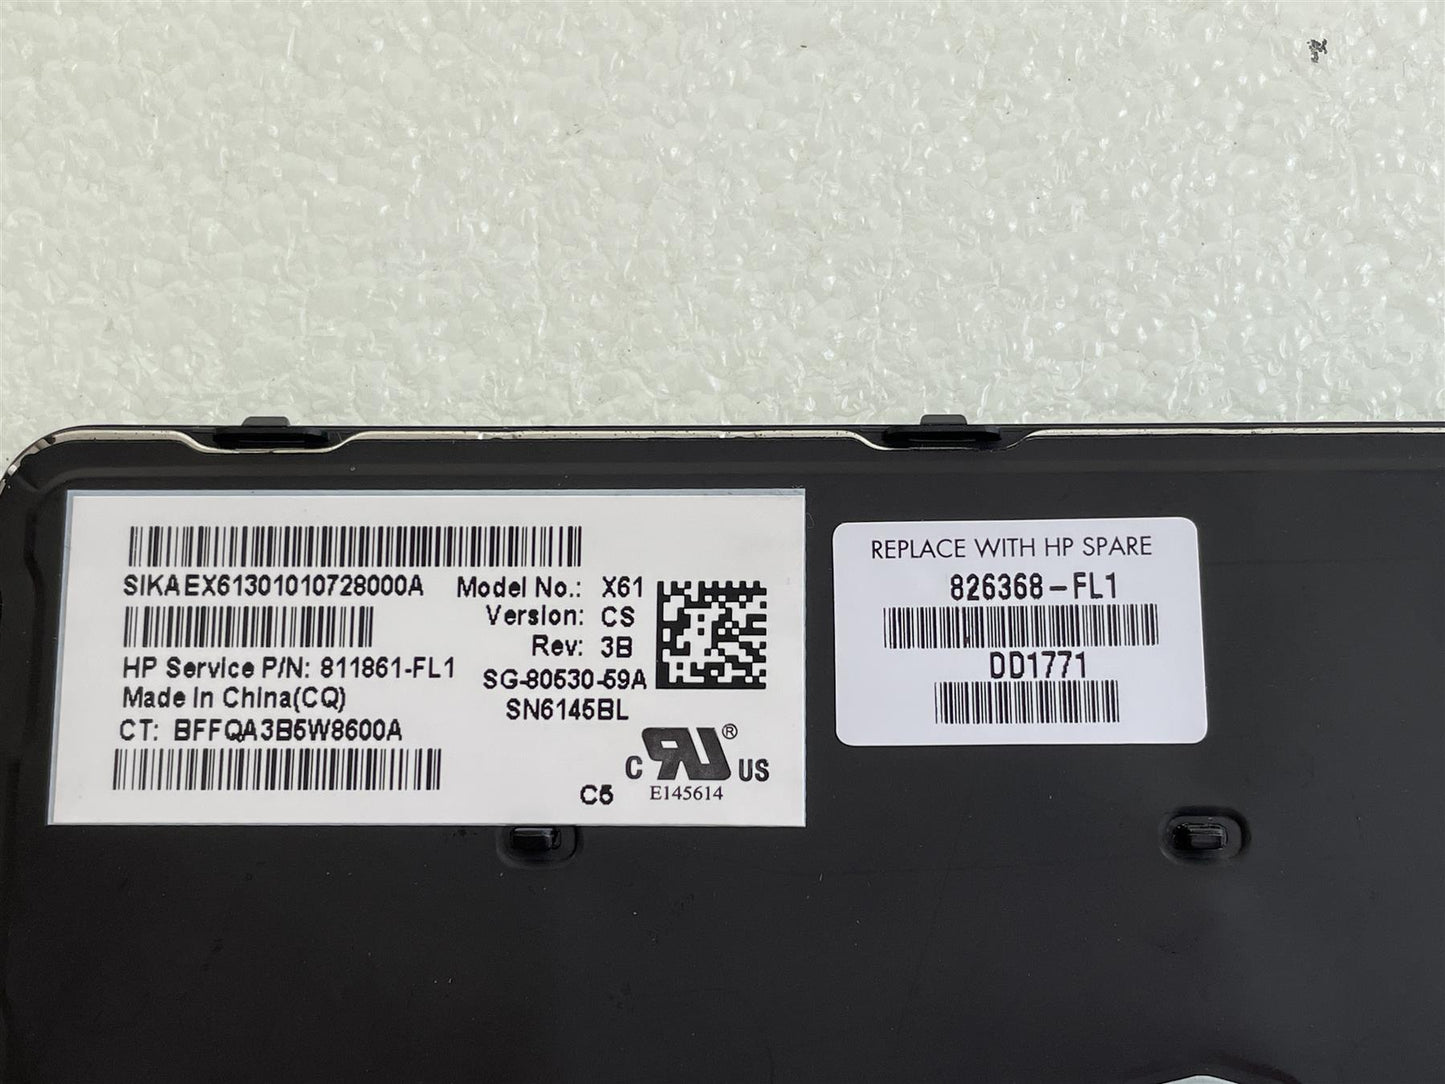 SIKAEX61301010728000A
Model No.: X61
Version: CS
Rev: 3B
HP Service P/N: 811861-FL1
SG-80530-59A
Made in China(CQ)
SN6145BL
CT: BFFQA3B5W8600A
C RU® US
C5
E145614
REPLACE WITH HP SPARE
826368-FL1
DD1771